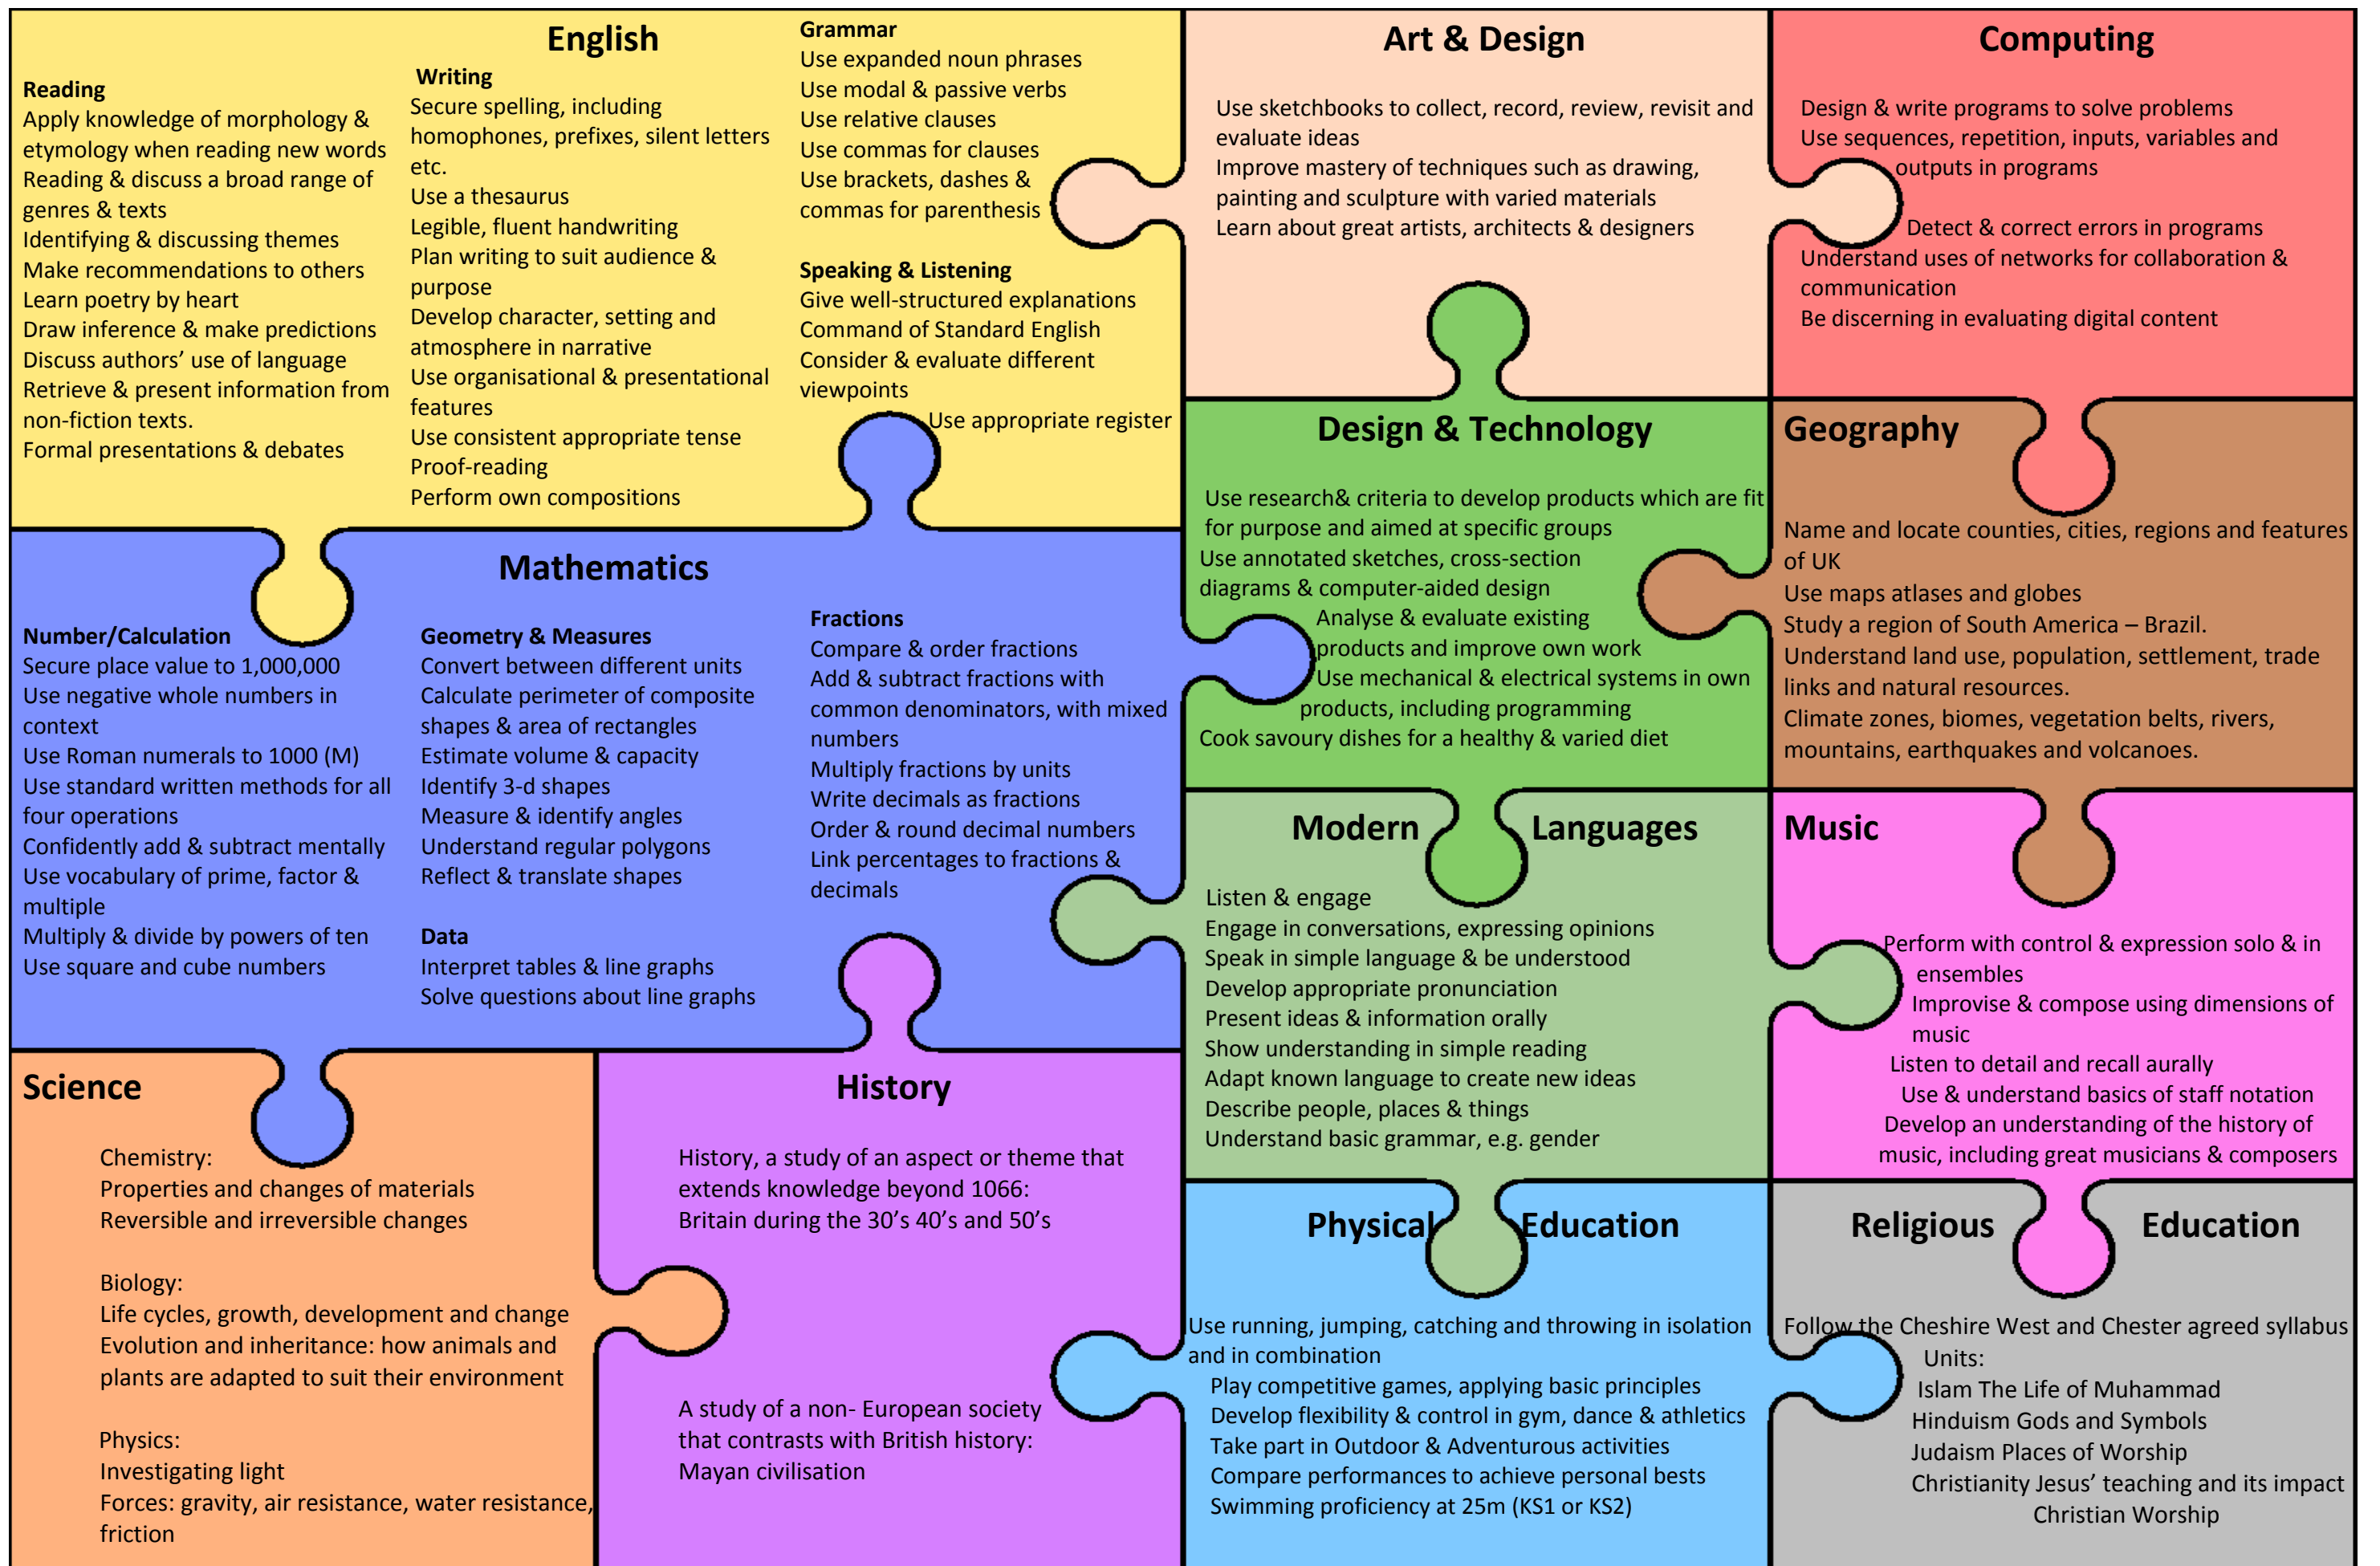 English
Reading
Apply knowledge of morphology &
etymology when reading new words
Reading & discuss a broad range of
genres & texts
Identifying & discussing themes
Make recommendations to others
Learn poetry by heart
Draw inference & make predictions
Discuss authors’ use of language
Retrieve & present information from
non-fiction texts.
Formal presentations & debates
Writing
Secure spelling, including
homophones, prefixes, silent letters
etc.
Use a thesaurus
Legible, fluent handwriting
Plan writing to suit audience &
purpose
Develop character, setting and
atmosphere in narrative
Use organisational & presentational
features
Use consistent appropriate tense
Proof-reading
Perform own compositions
Grammar
Use expanded noun phrases
Use modal & passive verbs
Use relative clauses
Use commas for clauses
Use brackets, dashes &
commas for parenthesis
Speaking & Listening
Give well-structured explanations
Command of Standard English
Consider & evaluate different
viewpoints
Use appropriate register
Art & Design
Use sketchbooks to collect, record, review, revisit and
evaluate ideas
Improve mastery of techniques such as drawing,
painting and sculpture with varied materials
Learn about great artists, architects & designers
Computing
Design & write programs to solve problems
Use sequences, repetition, inputs, variables and
outputs in programs
Detect & correct errors in programs
Understand uses of networks for collaboration &
communication
Be discerning in evaluating digital content
Mathematics
Number/Calculation
Secure place value to 1,000,000
Use negative whole numbers in
context
Use Roman numerals to 1000 (M)
Use standard written methods for all
four operations
Confidently add & subtract mentally
Use vocabulary of prime, factor &
multiple
Multiply & divide by powers of ten
Use square and cube numbers
Geometry & Measures
Convert between different units
Calculate perimeter of composite
shapes & area of rectangles
Estimate volume & capacity
Identify 3-d shapes
Measure & identify angles
Understand regular polygons
Reflect & translate shapes
Data
Interpret tables & line graphs
Solve questions about line graphs
Fractions
Compare & order fractions
Add & subtract fractions with
common denominators, with mixed
numbers
Multiply fractions by units
Write decimals as fractions
Order & round decimal numbers
Link percentages to fractions &
decimals
Design & Technology
Use research& criteria to develop products which are fit
for purpose and aimed at specific groups
Use annotated sketches, cross-section
diagrams & computer-aided design
Analyse & evaluate existing
products and improve own work
Use mechanical & electrical systems in own
products, including programming
Cook savoury dishes for a healthy & varied diet
Geography
Name and locate counties, cities, regions and features
of UK
Use maps atlases and globes
Study a region of South America – Brazil.
Understand land use, population, settlement, trade
links and natural resources.
Climate zones, biomes, vegetation belts, rivers,
mountains, earthquakes and volcanoes.
Modern Languages
Listen & engage
Engage in conversations, expressing opinions
Speak in simple language & be understood
Develop appropriate pronunciation
Present ideas & information orally
Show understanding in simple reading
Adapt known language to create new ideas
Describe people, places & things
Understand basic grammar, e.g. gender
Music
Perform with control & expression solo & in
ensembles
Improvise & compose using dimensions of
music
Listen to detail and recall aurally
Use & understand basics of staff notation
Develop an understanding of the history of
music, including great musicians & composers
Science
Chemistry:
Properties and changes of materials
Reversible and irreversible changes
Biology:
Life cycles, growth, development and change
Evolution and inheritance: how animals and
plants are adapted to suit their environment
Physics:
Investigating light
Forces: gravity, air resistance, water resistance,
friction
History
History, a study of an aspect or theme that
extends knowledge beyond 1066:
Britain during the 30’s 40’s and 50’s
A study of a non- European society
that contrasts with British history:
Mayan civilisation
Physical Education
Use running, jumping, catching and throwing in isolation
and in combination
Play competitive games, applying basic principles
Develop flexibility & control in gym, dance & athletics
Take part in Outdoor & Adventurous activities
Compare performances to achieve personal bests
Swimming proficiency at 25m (KS1 or KS2)
Religious Education
Follow the Cheshire West and Chester agreed syllabus
Units:
Islam The Life of Muhammad
Hinduism Gods and Symbols
Judaism Places of Worship
Christianity Jesus’ teaching and its impact
Christian Worship